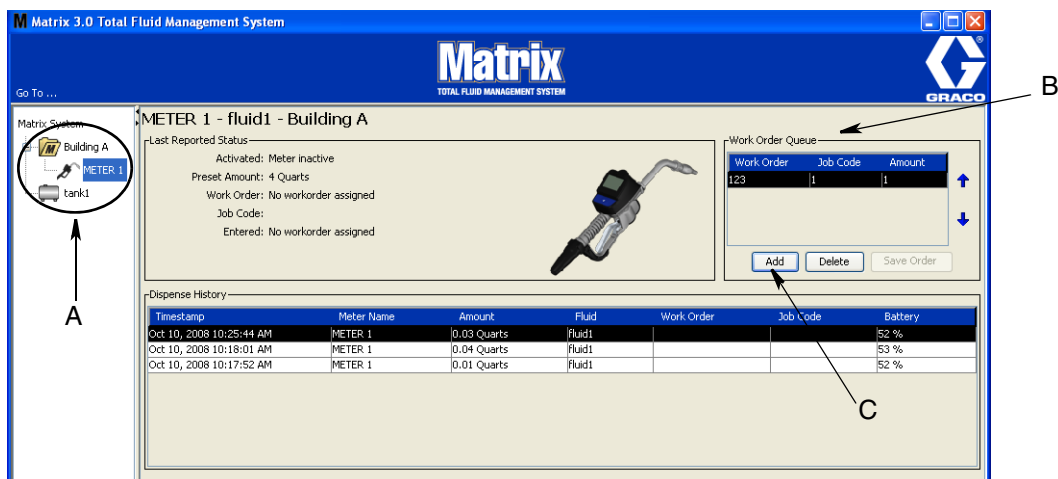 Matrix 3.0 Total Fluid Management System
Matrix
TOTAL FLUID MANAGEMENT SYSTEM
Go To ...
GRACO
®
B
Matrix System
Building A
METER 1
tank1
A
METER 1 - fluid1 - Building A
Last Reported Status
Activated: Meter inactive
Preset Amount: 4 Quarts
Work Order: No workorder assigned
Job Code:
Entered: No workorder assigned
Work Order Queue
Work Order Job Code Amount
123 1 1
Add Delete Save Order
Dispense History
Timestamp Meter Name Amount Fluid Work Order Job Code Battery
Oct 10, 2008 10:25:44 AM METER 1 0.03 Quarts fluid1 52 %
Oct 10, 2008 10:18:01 AM METER 1 0.04 Quarts fluid1 53 %
Oct 10, 2008 10:17:52 AM METER 1 0.01 Quarts fluid1 52 %
C